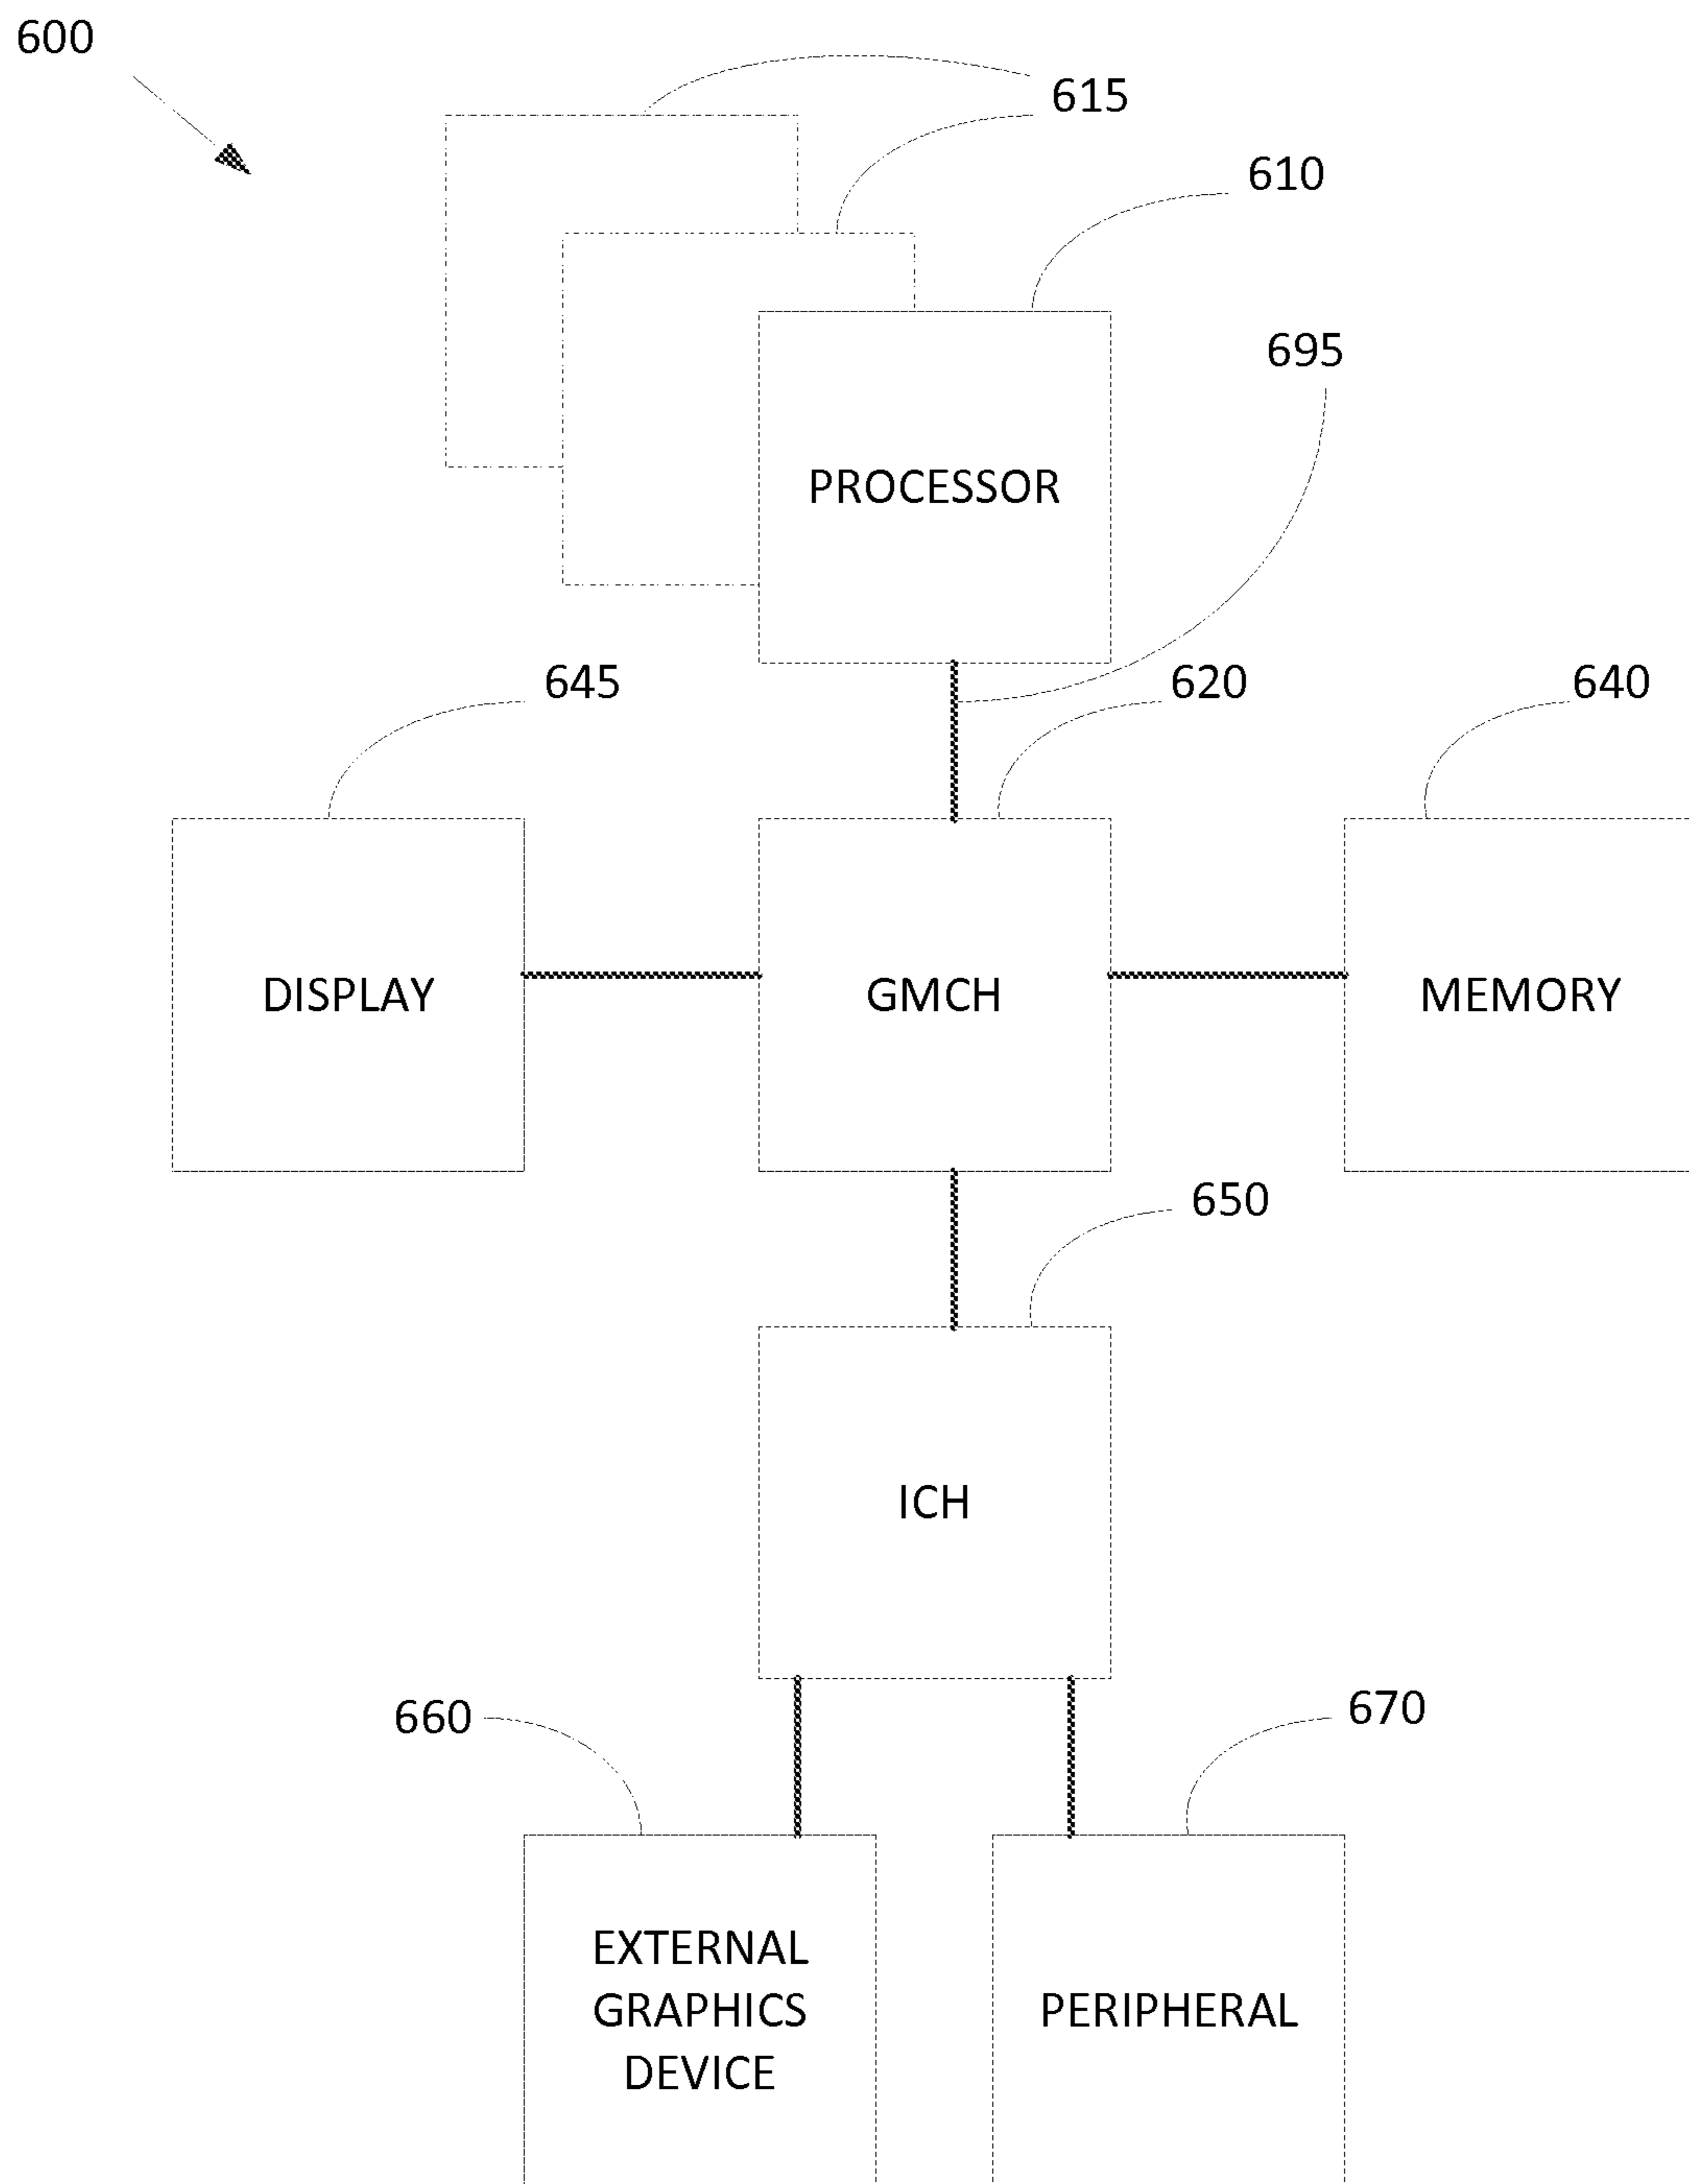 600
615
610
695
PROCESSOR
645
620
640
DISPLAY
GMCH
MEMORY
650
ICH
660
670
EXTERNAL
GRAPHICS
DEVICE
PERIPHERAL